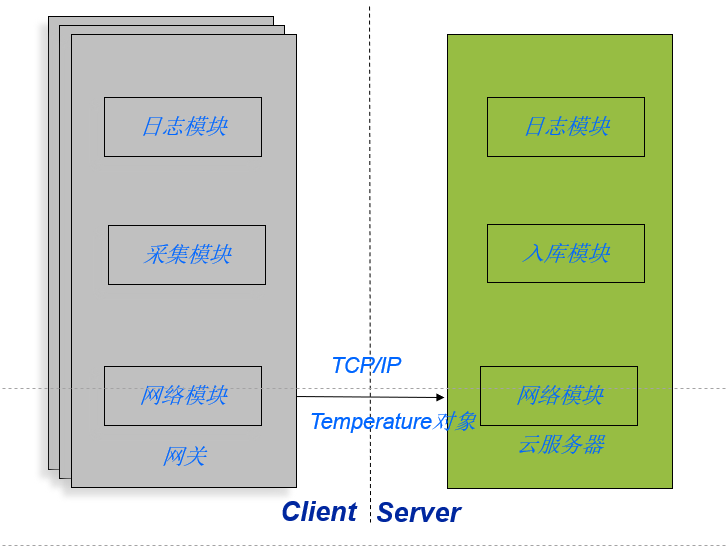 日志模块
采集模块
网络模块
网关
TCP/IP
Temperature对象
日志模块
入库模块
网络模块
云服务器
Client
Server